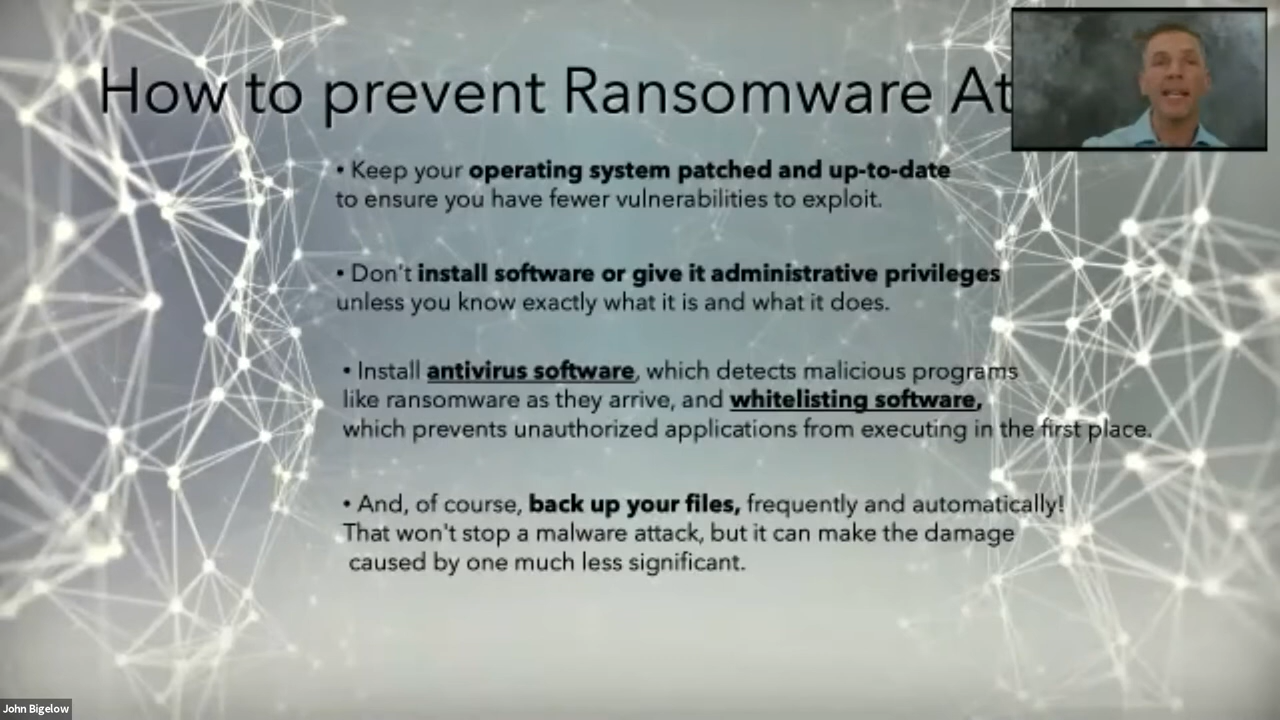 How to prevent Ransomware At
• Keep your operating system patched and up-to-date
to ensure you have fewer vulnerabilities to exploit.
• Don't install software or give it administrative privileges
unless you know exactly what it is and what it does.
• Install antivirus software, which detects malicious programs
like ransomware as they arrive, and whitelisting software,
which prevents unauthorized applications from executing in the first place.
• And, of course, back up your files, frequently and automatically!
That won't stop a malware attack, but it can make the damage
caused by one much less significant.
John Bigelow